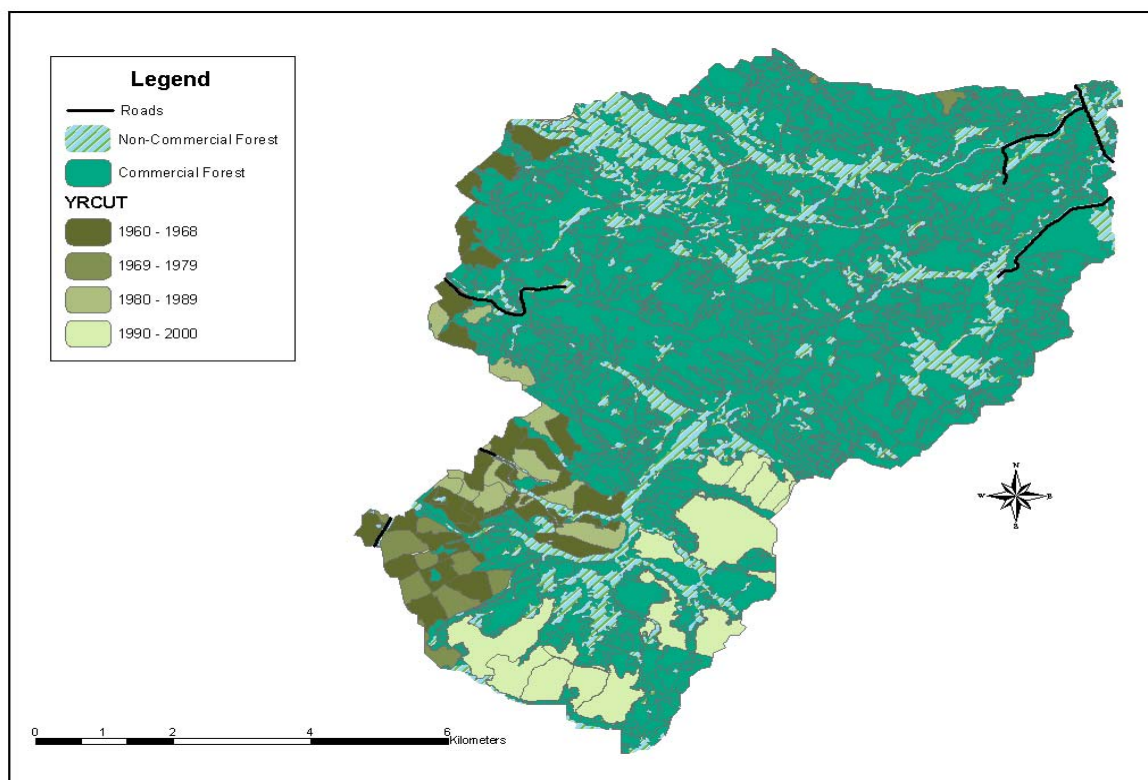 Legend
Roads
Non-Commercial Forest
Commercial Forest
YRCUT
1960 - 1968
1969 - 1979
1980 - 1989
1990 - 2000
N
W E
S
0 1 2 4 6
Kilometers